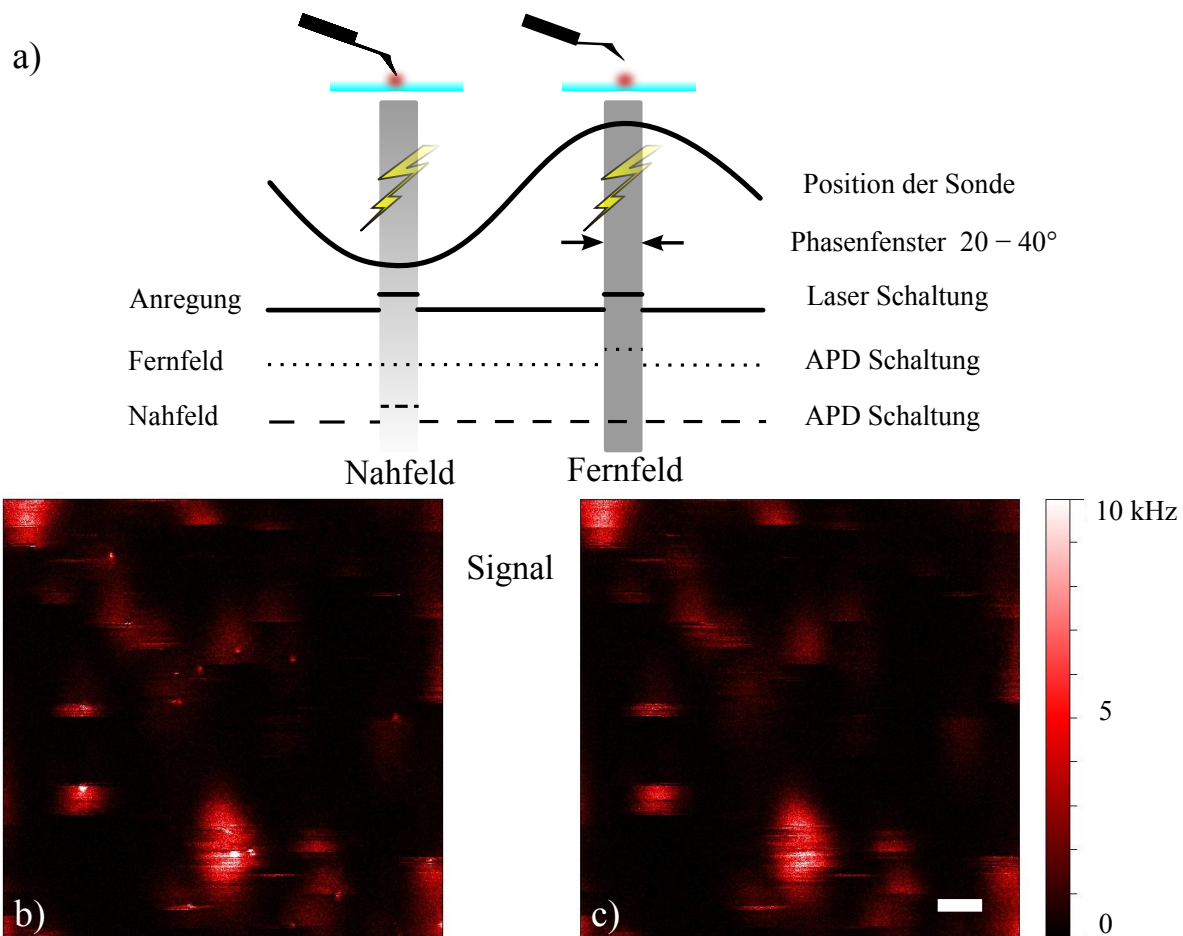 a)
Position der Sonde
Phasenfenster 20 − 40°
Anregung
Laser Schaltung
Fernfeld
APD Schaltung
Nahfeld
APD Schaltung
Nahfeld
Fernfeld
10 kHz
Signal
5
b)
c)
0